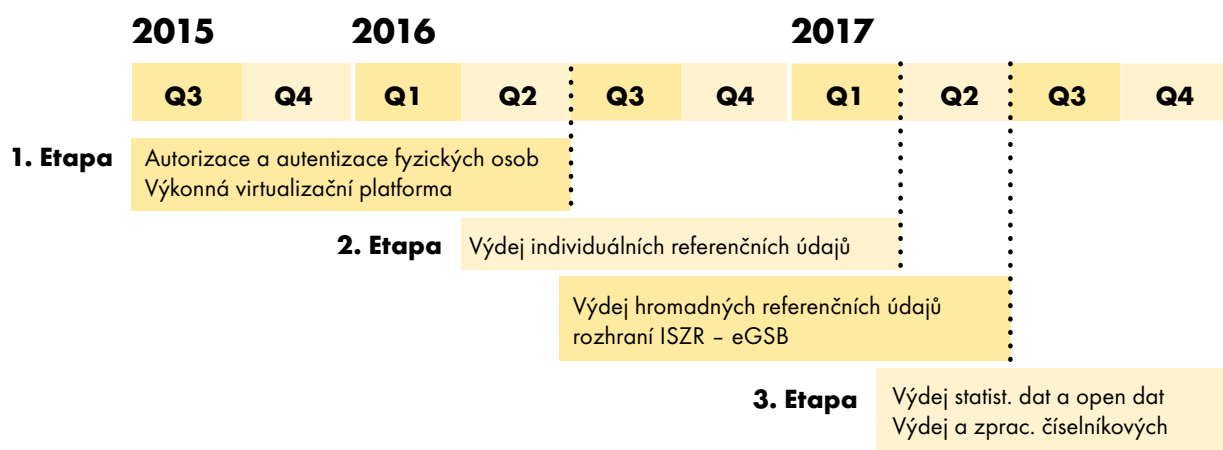 2015 2016 2017
Q3 Q4 Q1 Q2 Q3 Q4 Q1 Q2 Q3 Q4
1. Etapa
Autorizace a autentizace fyzických osob
Výkonná virtualizační platforma
2. Etapa
Výdej individuálních referenčních údajů
Výdej hromadných referenčních údajů
rozhraní ISZR – eGSB
3. Etapa
Výdej statist. dat a open dat
Výdej a zprac. číselníkových